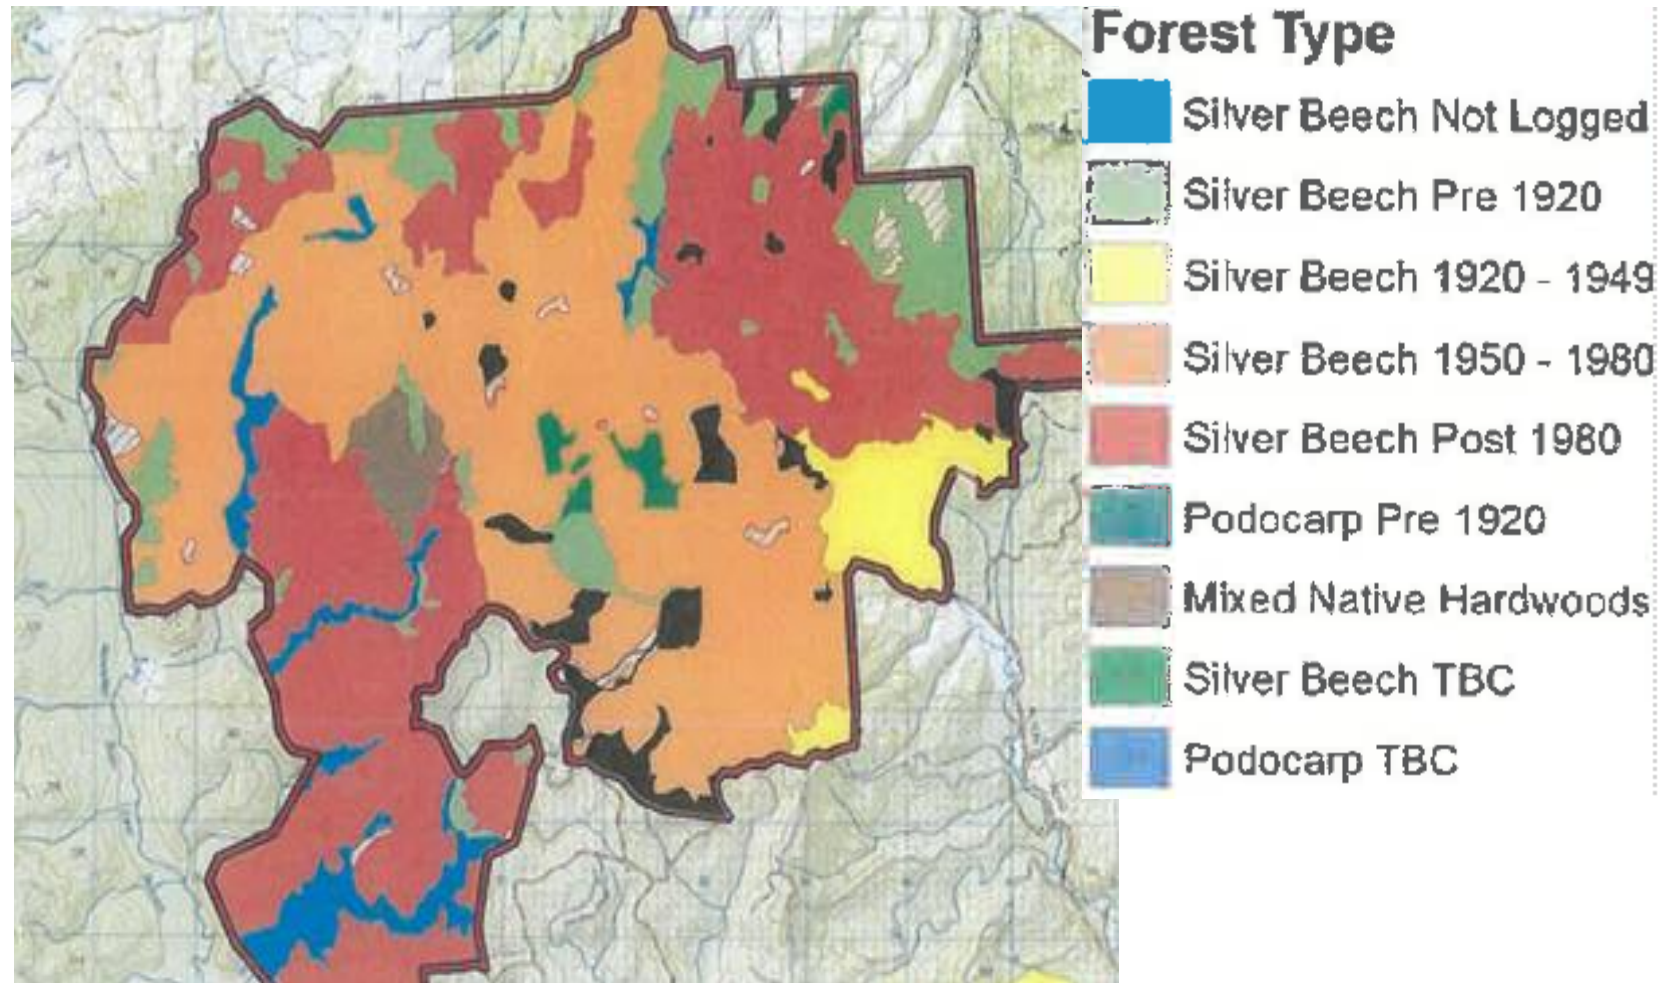 Forest Type
Silver Beech Not Logged
Silver Beech Pre 1920
Silver Beech 1920 - 1949
Silver Beech 1950 - 1980
Silver Beech Post 1980
Podocarp Pre 1920
Mixed Native Hardwoods
Silver Beech TBC
Podocarp TBC